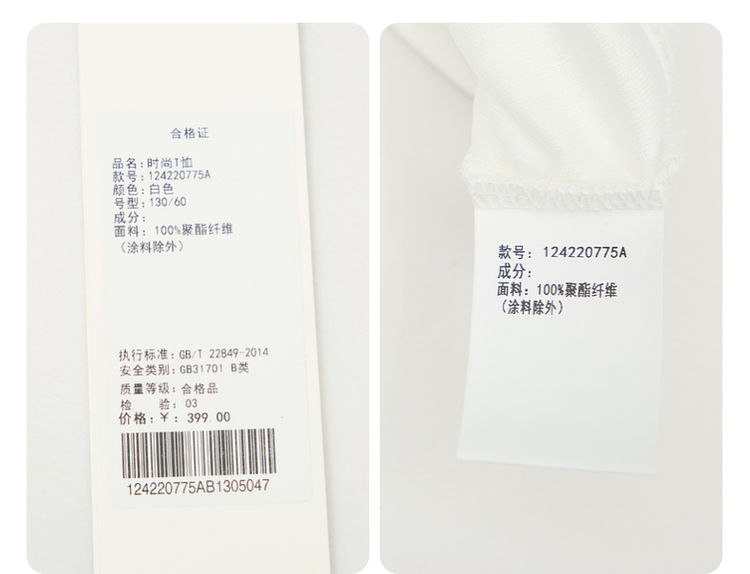 合格证
品名:时尚T恤
款号:124220775A
颜色:白色
号型:130/60
成分:
面料: 100%聚酯纤维
（涂料除外）
执行标准:GB/T 22849-2014
安全类别:GB31701 B类
质量等级:合格品
检 验: 03
价格:￥: 399.00
124220775AB1305047
款号: 124220775A
成分:
面料: 100%聚酯纤维
（涂料除外）